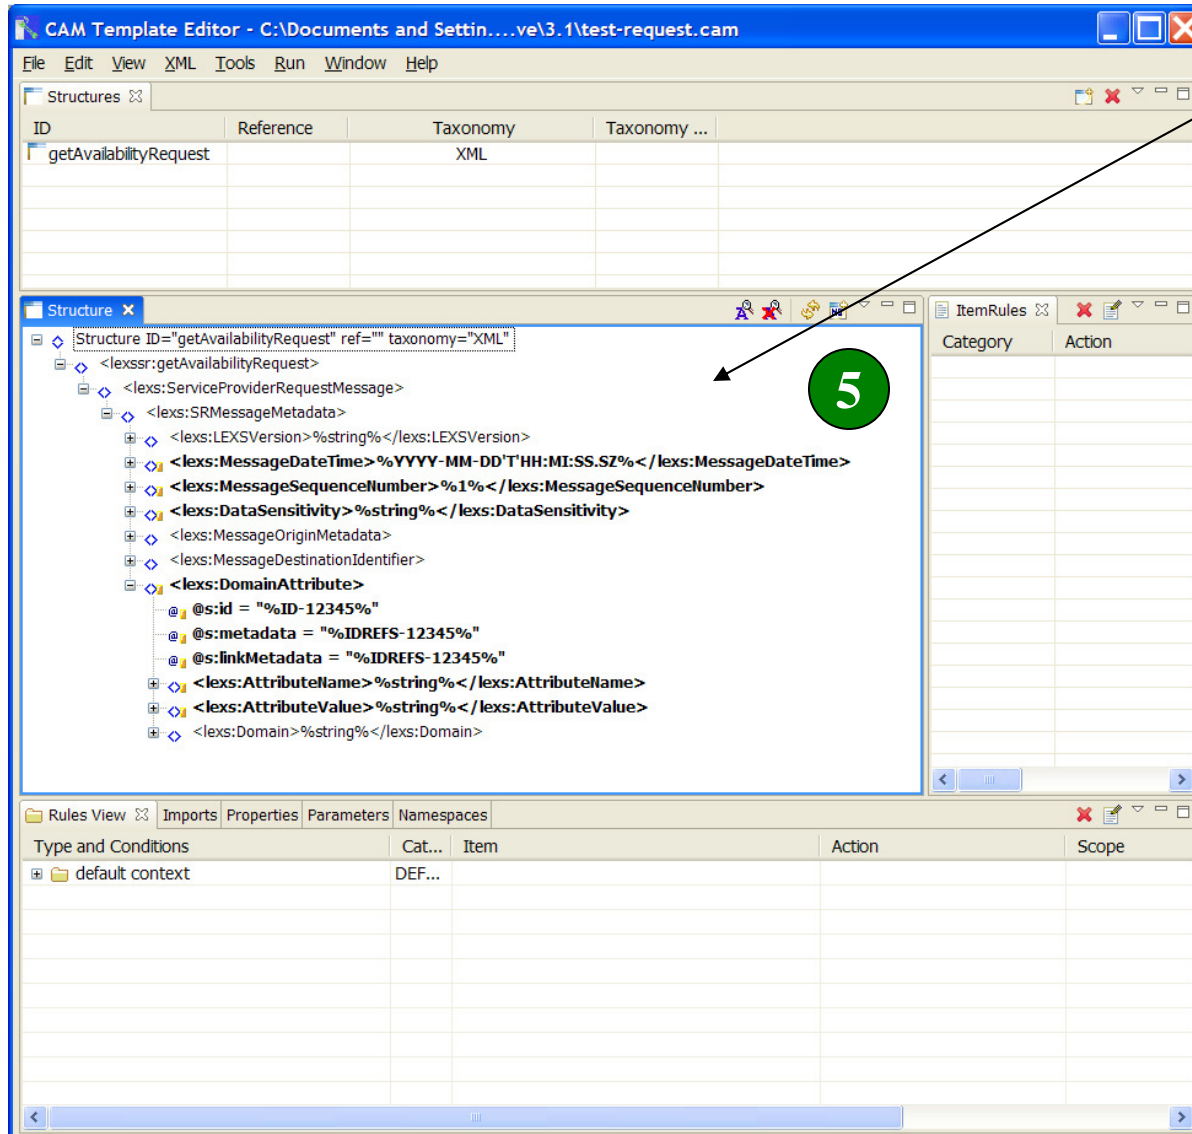 CAM Template Editor - C:\Documents and Settin....ve\3.1\test-request.cam
File Edit View XML Tools Run Window Help
Structures
ID Reference Taxonomy Taxonomy ...
getAvailabilityRequest XML
Structure
Structure ID="getAvailabilityRequest" ref="" taxonomy="XML"
<lexssr:getAvailabilityRequest>
<lexs:ServiceProviderRequestMessage>
<lexs:SRMessageMetadata>
<lexs:LEXSVersion>%string%</lexs:LEXSVersion>
<lexs:MessageDateTime>%YYYY-MM-DD'T'HH:MI:SS.SZ%</lexs:MessageDateTime>
<lexs:MessageSequenceNumber>%1%</lexs:MessageSequenceNumber>
<lexs:DataSensitivity>%string%</lexs:DataSensitivity>
<lexs:MessageOriginMetadata>
<lexs:MessageDestinationIdentifier>
<lexs:DomainAttribute>
@s:id = "%ID-12345%"
@s:metadata = "%IDREFS-12345%"
@s:linkMetadata = "%IDREFS-12345%"
<lexs:AttributeName>%string%</lexs:AttributeName>
<lexs:AttributeValue>%string%</lexs:AttributeValue>
<lexs:Domain>%string%</lexs:Domain>
5
ItemRules
Category Action
Rules View Imports Properties Parameters Namespaces
Type and Conditions Cat... Item Action Scope
default context DEF...